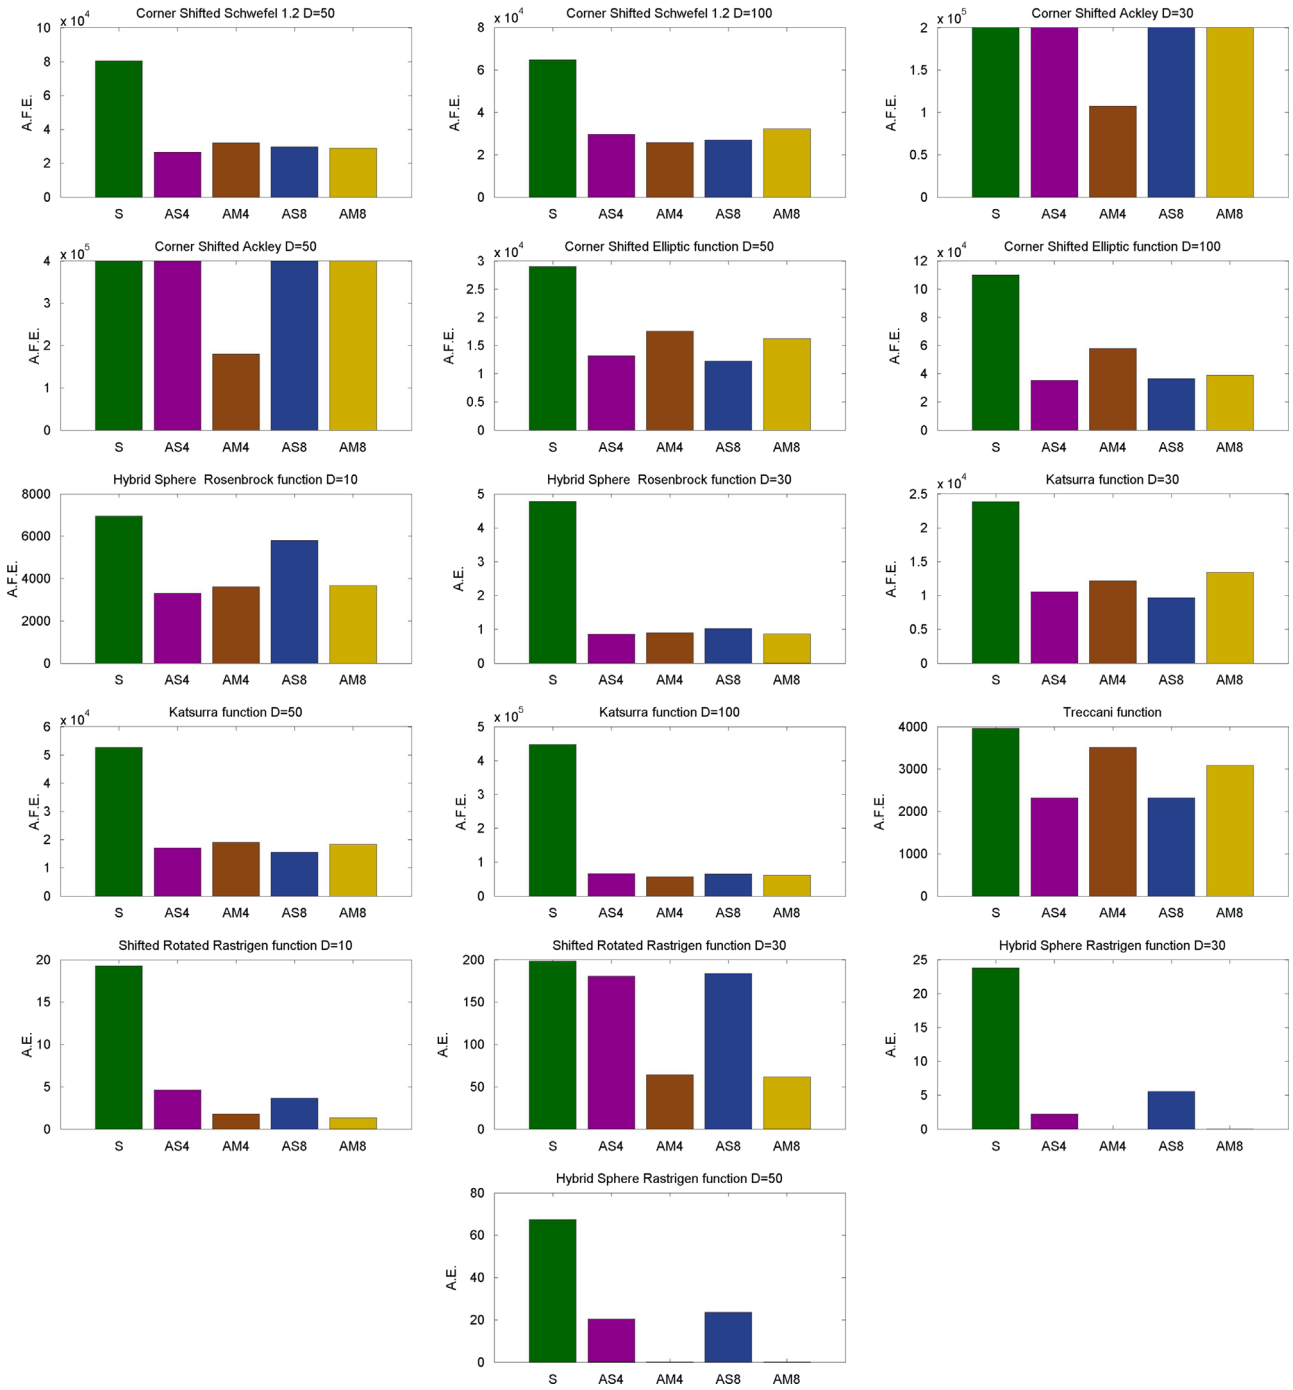 Corner Shifted Schwefel 1.2 D=50
x 10^4
10
8
6
4
2
0
A.F.E.
S AS4 AM4 AS8 AM8
Corner Shifted Schwefel 1.2 D=100
x 10^4
8
6
4
2
0
A.F.E.
S AS4 AM4 AS8 AM8
Corner Shifted Ackley D=30
x 10^5
2
1.5
1
0.5
0
A.F.E.
S AS4 AM4 AS8 AM8
Corner Shifted Ackley D=50
x 10^5
4
3
2
1
0
A.F.E.
S AS4 AM4 AS8 AM8
Corner Shifted Elliptic function D=50
x 10^4
3
2.5
2
1.5
1
0.5
0
A.F.E.
S AS4 AM4 AS8 AM8
Corner Shifted Elliptic function D=100
x 10^4
12
10
8
6
4
2
0
A.F.E.
S AS4 AM4 AS8 AM8
Hybrid Sphere Rosenbrock function D=10
8000
6000
4000
2000
0
A.F.E.
S AS4 AM4 AS8 AM8
Hybrid Sphere Rosenbrock function D=30
5
4
3
2
1
0
A.E.
S AS4 AM4 AS8 AM8
Katsurra function D=30
x 10^4
2.5
2
1.5
1
0.5
0
A.F.E.
S AS4 AM4 AS8 AM8
Katsurra function D=50
x 10^4
6
5
4
3
2
1
0
A.F.E.
S AS4 AM4 AS8 AM8
Katsurra function D=100
x 10^5
5
4
3
2
1
0
A.F.E.
S AS4 AM4 AS8 AM8
Treccani function
4000
3000
2000
1000
0
A.F.E.
S AS4 AM4 AS8 AM8
Shifted Rotated Rastrigen function D=10
20
15
10
5
0
A.E.
S AS4 AM4 AS8 AM8
Shifted Rotated Rastrigen function D=30
200
150
100
50
0
A.E.
S AS4 AM4 AS8 AM8
Hybrid Sphere Rastrigen function D=30
25
20
15
10
5
0
A.E.
S AS4 AM4 AS8 AM8
Hybrid Sphere Rastrigen function D=50
80
60
40
20
0
A.E.
S AS4 AM4 AS8 AM8